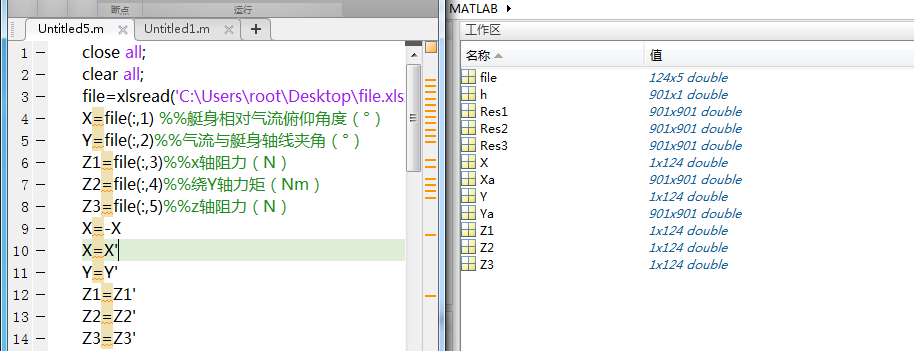 断点
运行
Untitled5.m
Untitled1.m
1 close all;
2 clear all;
3 file=xlsread('C:\Users\root\Desktop\file.xls
4 X=file(:,1) %%艇身相对气流俯仰角度 ( ° )
5 Y=file(:,2)%%气流与艇身轴线夹角 ( ° )
6 Z1=file(:,3)%%x轴阻力 ( N )
7 Z2=file(:,4)%%绕Y轴力矩 ( Nm )
8 Z3=file(:,5)%%z轴阻力 ( N )
9 X=-X
10 X=X'
11 Y=Y'
12 Z1=Z1'
13 Z2=Z2'
14 Z3=Z3'
MATLAB
工作区
名称 值
file 124x5 double
h 901x1 double
Res1 901x901 double
Res2 901x901 double
Res3 901x901 double
X 1x124 double
Xa 901x901 double
Y 1x124 double
Ya 901x901 double
Z1 1x124 double
Z2 1x124 double
Z3 1x124 double